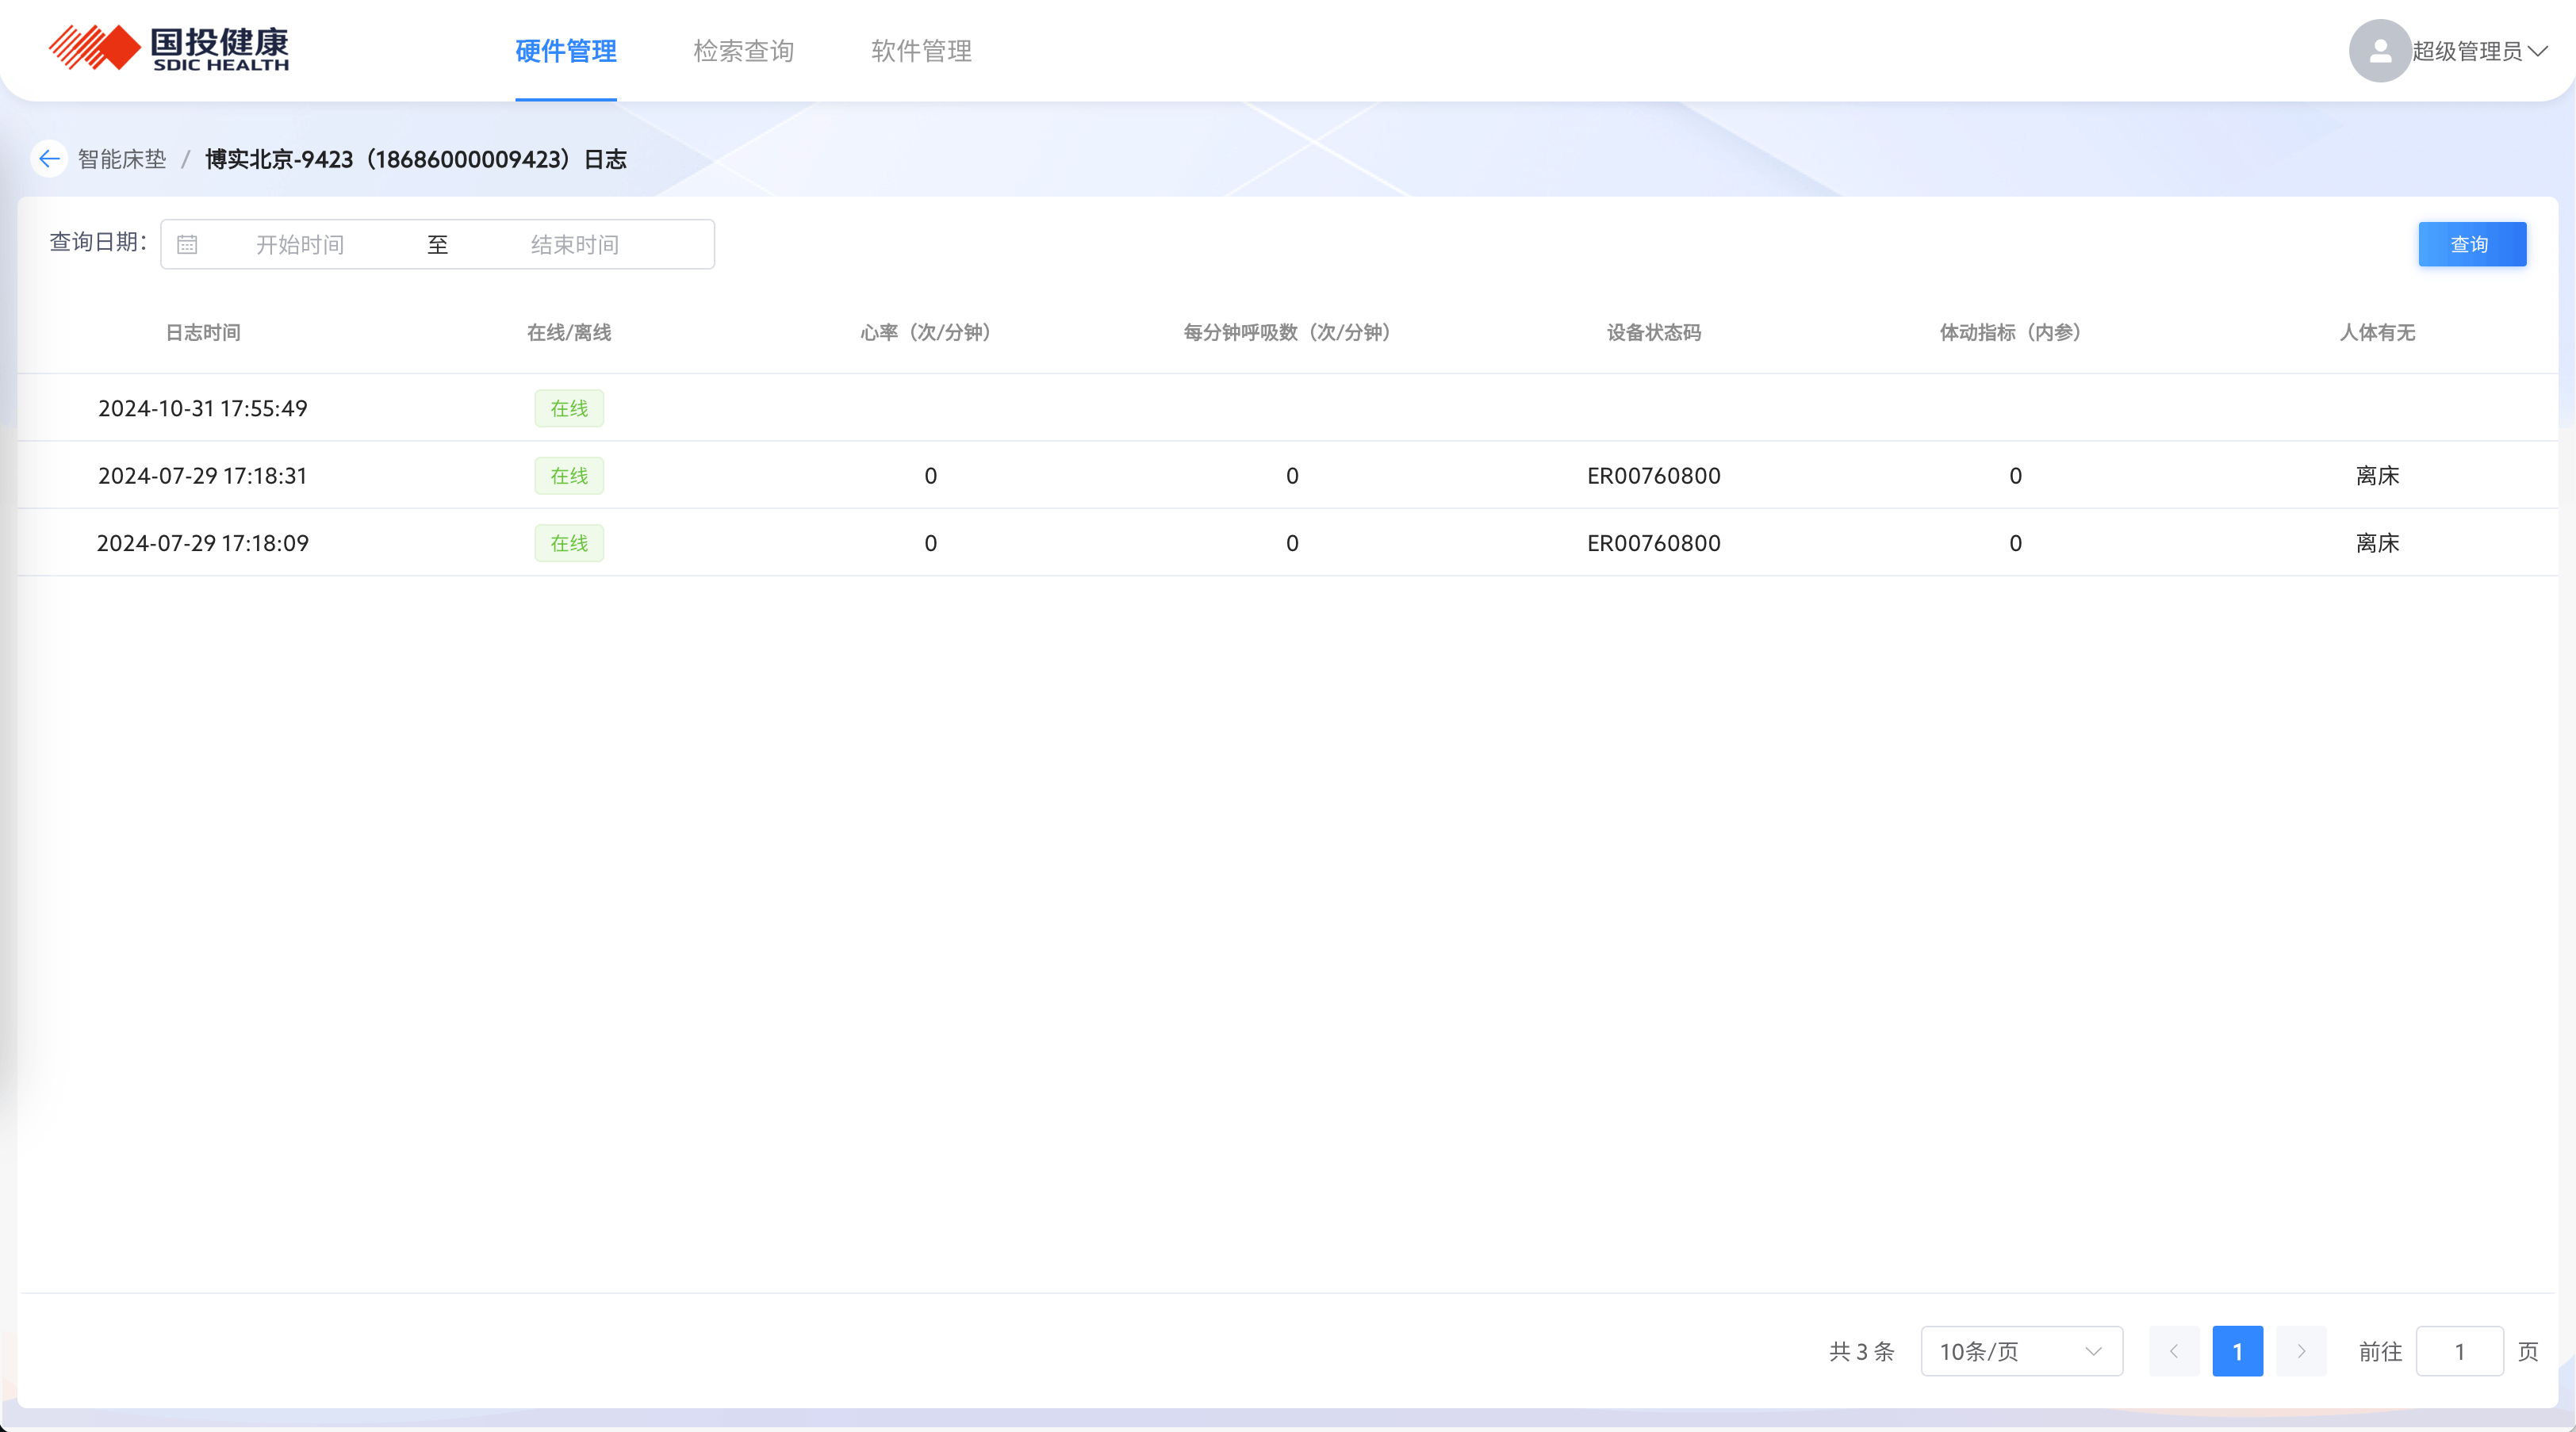 国投健康
SDIC HEALTH
硬件管理 检索查询 软件管理
超级管理员
智能床垫 / 博实北京-9423（18686000009423）日志
查询日期： 开始时间 至 结束时间 查询
日志时间 在线/离线 心率（次/分钟） 每分钟呼吸数（次/分钟） 设备状态码 体动指标（内参） 人体有无
2024-10-31 17:55:49 在线
2024-07-29 17:18:31 在线 0 0 ER00760800 0 离床
2024-07-29 17:18:09 在线 0 0 ER00760800 0 离床
共 3 条 10条/页 1 前往 1 页